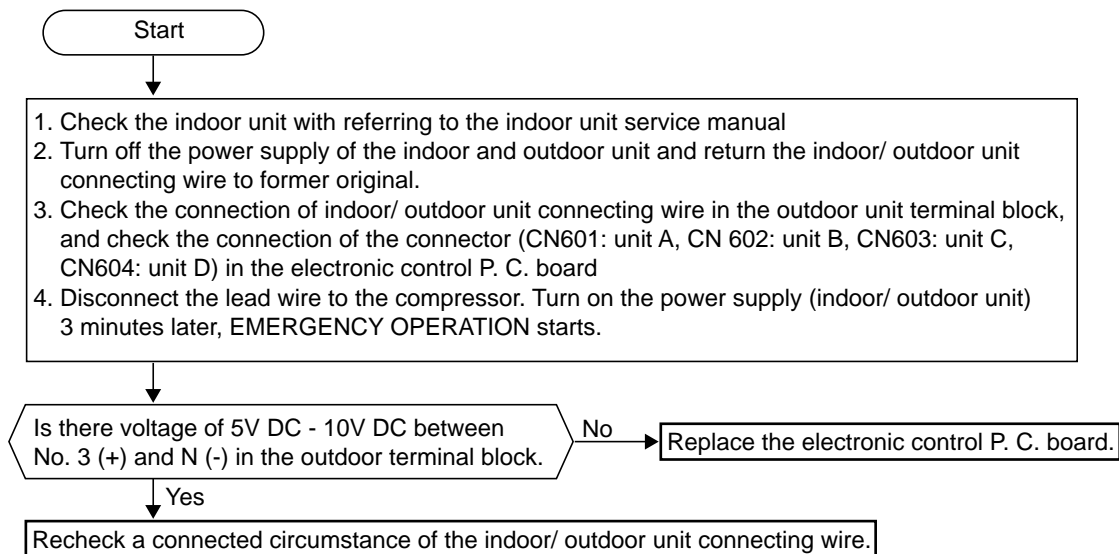 Start
1. Check the indoor unit with referring to the indoor unit service manual
2. Turn off the power supply of the indoor and outdoor unit and return the indoor/ outdoor unit
connecting wire to former original.
3. Check the connection of indoor/ outdoor unit connecting wire in the outdoor unit terminal block,
and check the connection of the connector (CN601: unit A, CN 602: unit B, CN603: unit C,
CN604: unit D) in the electronic control P. C. board
4. Disconnect the lead wire to the compressor. Turn on the power supply (indoor/ outdoor unit)
3 minutes later, EMERGENCY OPERATION starts.
Is there voltage of 5V DC - 10V DC between
No. 3 (+) and N (-) in the outdoor terminal block.
No
Replace the electronic control P. C. board.
Yes
Recheck a connected circumstance of the indoor/ outdoor unit connecting wire.